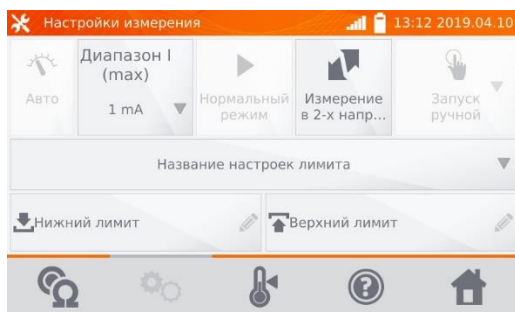 Настройки измерения 13:12 2019.04.10
Диапазон I
(max)
Авто
1 mA
Нормальный
режим
Измерение
в 2-х напр...
Запуск
ручной
Название настроек лимита
Нижний лимит
Верхний лимит